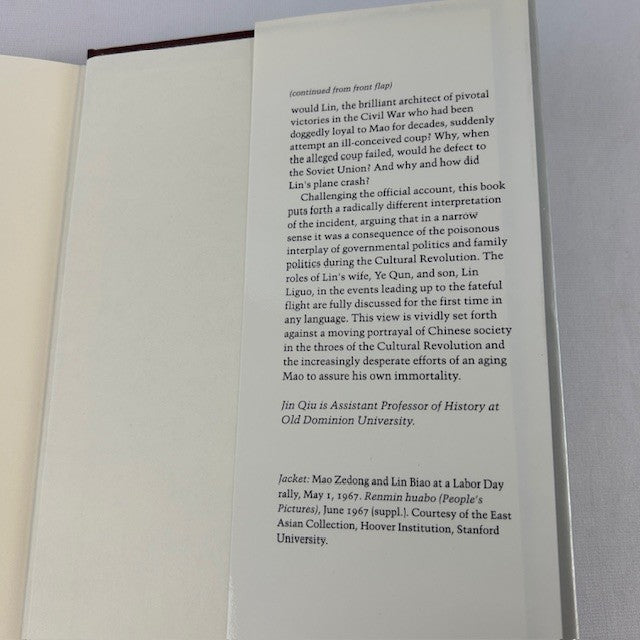 (continued from front flap)
would Lin, the brilliant architect of pivotal
victories in the Civil War who had been
doggedly loyal to Mao for decades, suddenly
attempt an ill-conceived coup? Why, when
the alleged coup failed, would he defect to
the Soviet Union? And why and how did
Lin's plane crash?
Challenging the official account, this book
puts forth a radically different interpretation
of the incident, arguing that in a narrow
sense it was a consequence of the poisonous
interplay of governmental politics and family
politics during the Cultural Revolution. The
roles of Lin's wife, Ye Qun, and son, Lin
Liguo, in the events leading up to the fateful
flight are fully discussed for the first time in
any language. This view is vividly set forth
against a moving portrayal of Chinese society
in the throes of the Cultural Revolution and
the increasingly desperate efforts of an aging
Mao to assure his own immortality.
Jin Qiu is Assistant Professor of History at
Old Dominion University.
Jacket: Mao Zedong and Lin Biao at a Labor Day
rally, May 1, 1967. Renmin huabo (People's
Pictures), June 1967 (suppl.). Courtesy of the East
Asian Collection, Hoover Institution, Stanford
University.